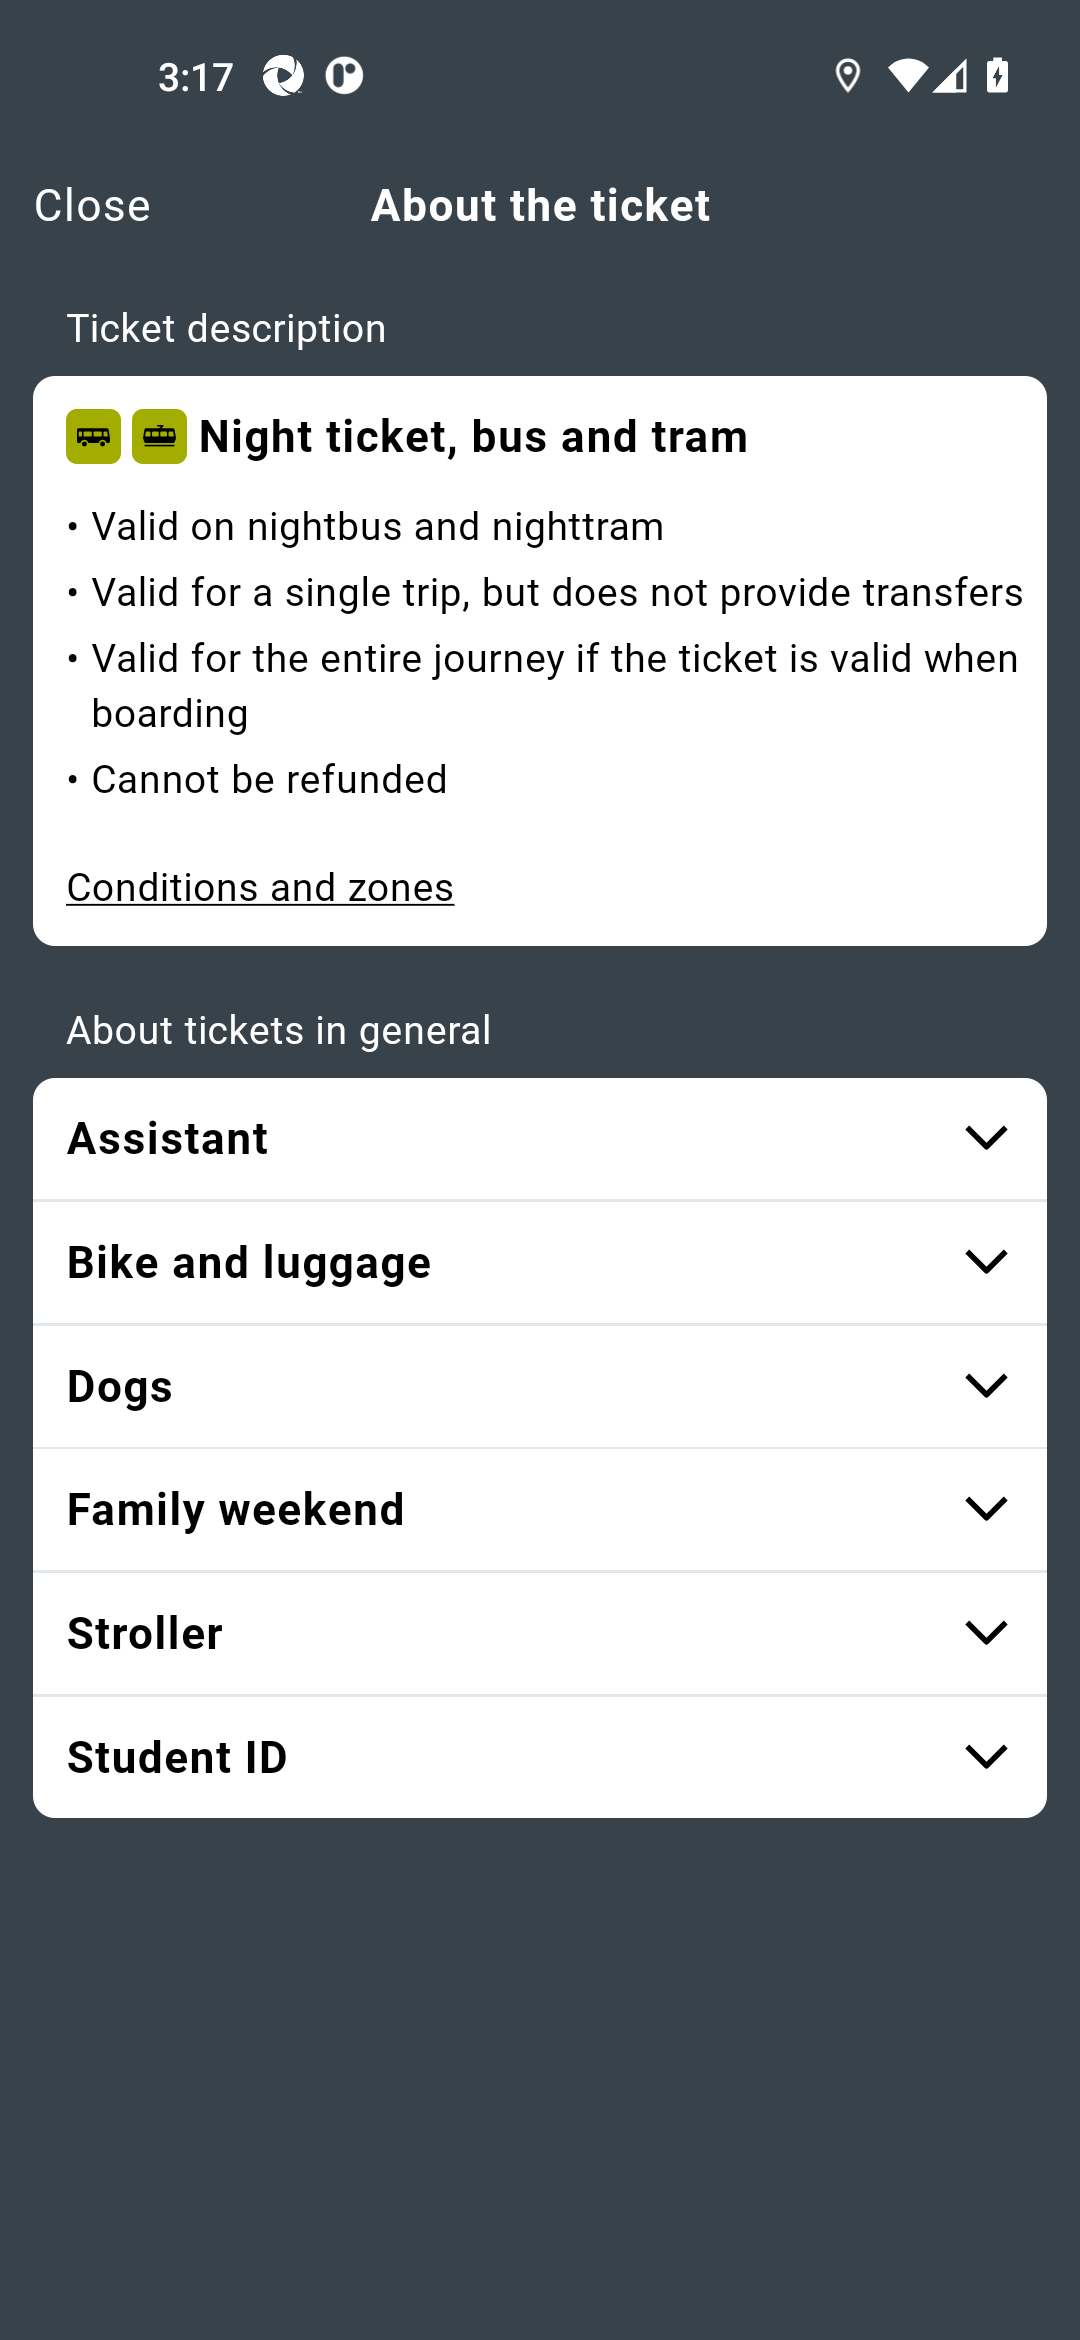 3:17
Close
About the ticket
Ticket description
Night ticket, bus and tram
• Valid on nightbus and nighttram
• Valid for a single trip, but does not provide transfers
• Valid for the entire journey if the ticket is valid when
boarding
• Cannot be refunded
Conditions and zones
About tickets in general
Assistant
Bike and luggage
Dogs
Family weekend
Stroller
Student ID